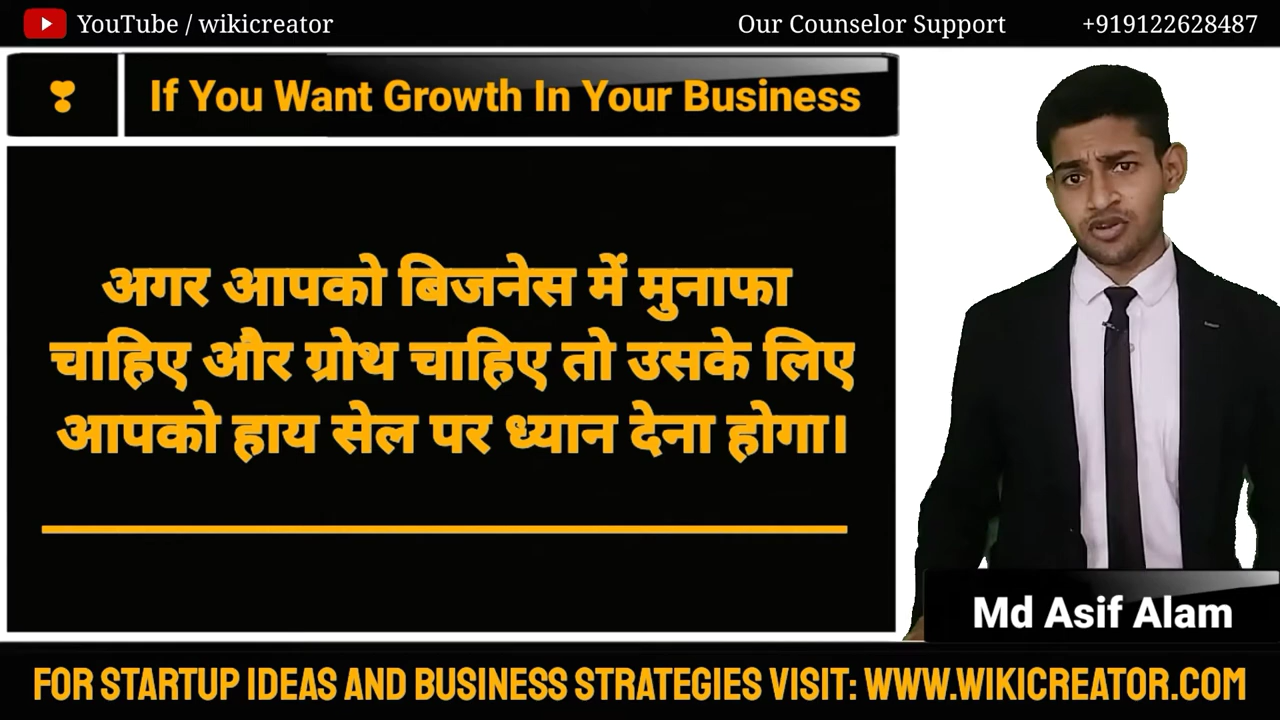 YouTube / wikicreator
Our Counselor Support +919122628487
If You Want Growth In Your Business
अगर आपको बिजनेस में मुनाफा
चाहिए और ग्रोथ चाहिए तो उसके लिए
आपको हाय सेल पर ध्यान देना होगा।
Md Asif Alam
FOR STARTUP IDEAS AND BUSINESS STRATEGIES VISIT: WWW.WIKICREATOR.COM